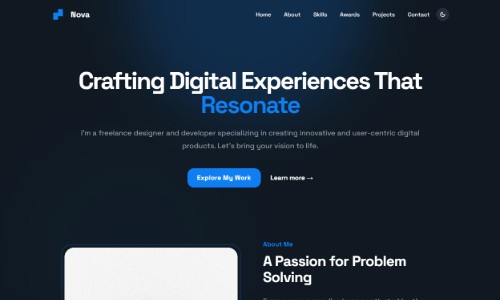 Nova
Home About Skills Awards Projects Contact
Crafting Digital Experiences That
Resonate
I'm a freelance designer and developer specializing in creating innovative and user-centric digital
products. Let's bring your vision to life.
Explore My Work Learn more →
About Me
A Passion for Problem
Solving